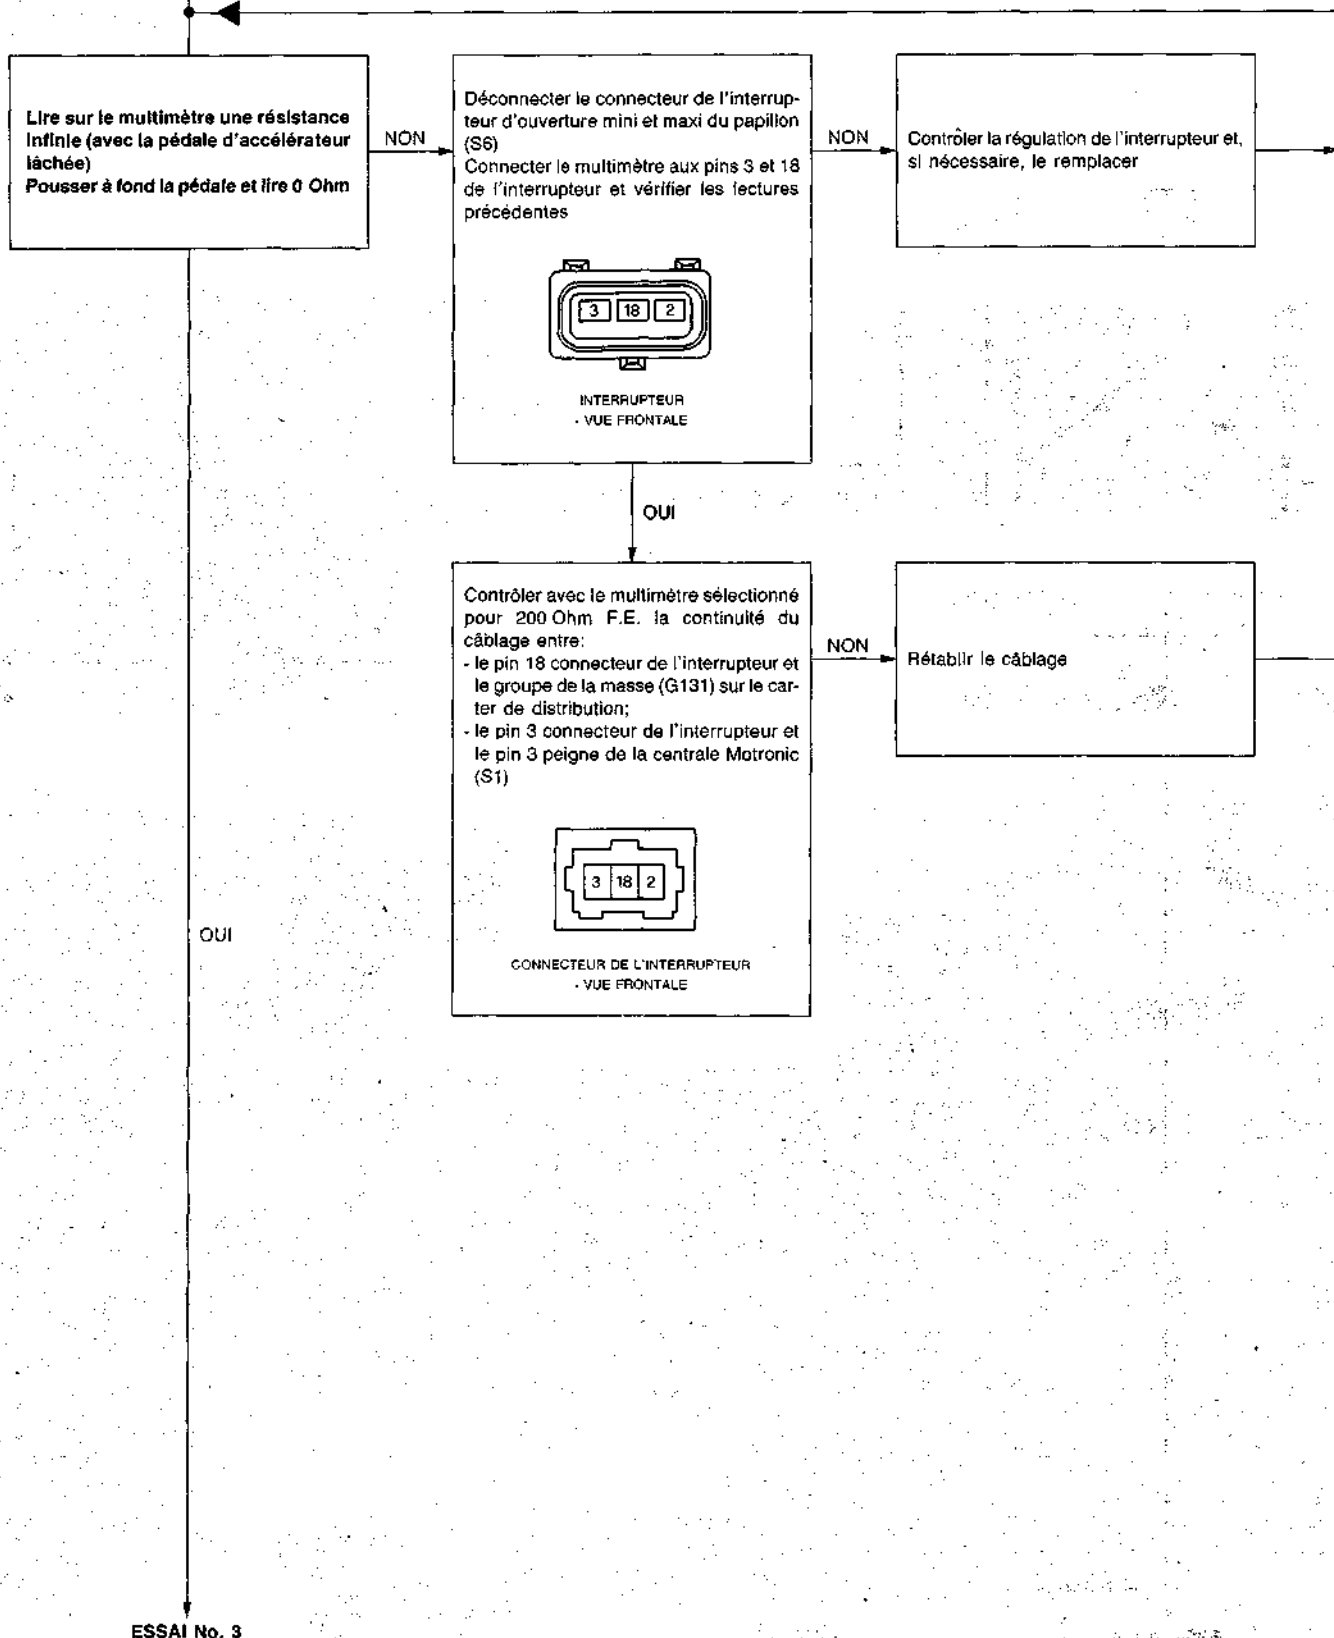 Lire sur le multimètre une résistance
infinie (avec la pédale d'accélérateur
lâchée)
Pousser à fond la pédale et lire 0 Ohm
NON
Déconnecter le connecteur de l'interrup-
teur d'ouverture mini et maxi du papillon
(S6)
Connecter le multimètre aux pins 3 et 18
de l'interrupteur et vérifier les lectures
précédentes
3 18 2
INTERRUPTEUR
- VUE FRONTALE
NON
Contrôler la régulation de l'interrupteur et,
si nécessaire, le remplacer
OUI
Contrôler avec le multimètre sélectionné
pour 200 Ohm F.E. la continuité du
câblage entre:
- le pin 18 connecteur de l'interrupteur et
le groupe de la masse (G131) sur le car-
ter de distribution;
- le pin 3 connecteur de l'interrupteur et
le pin 3 peigne de la centrale Motronic
(S1)
3 18 2
CONNECTEUR DE L'INTERRUPTEUR
- VUE FRONTALE
NON
Rétablir le câblage
OUI
ESSAI No. 3